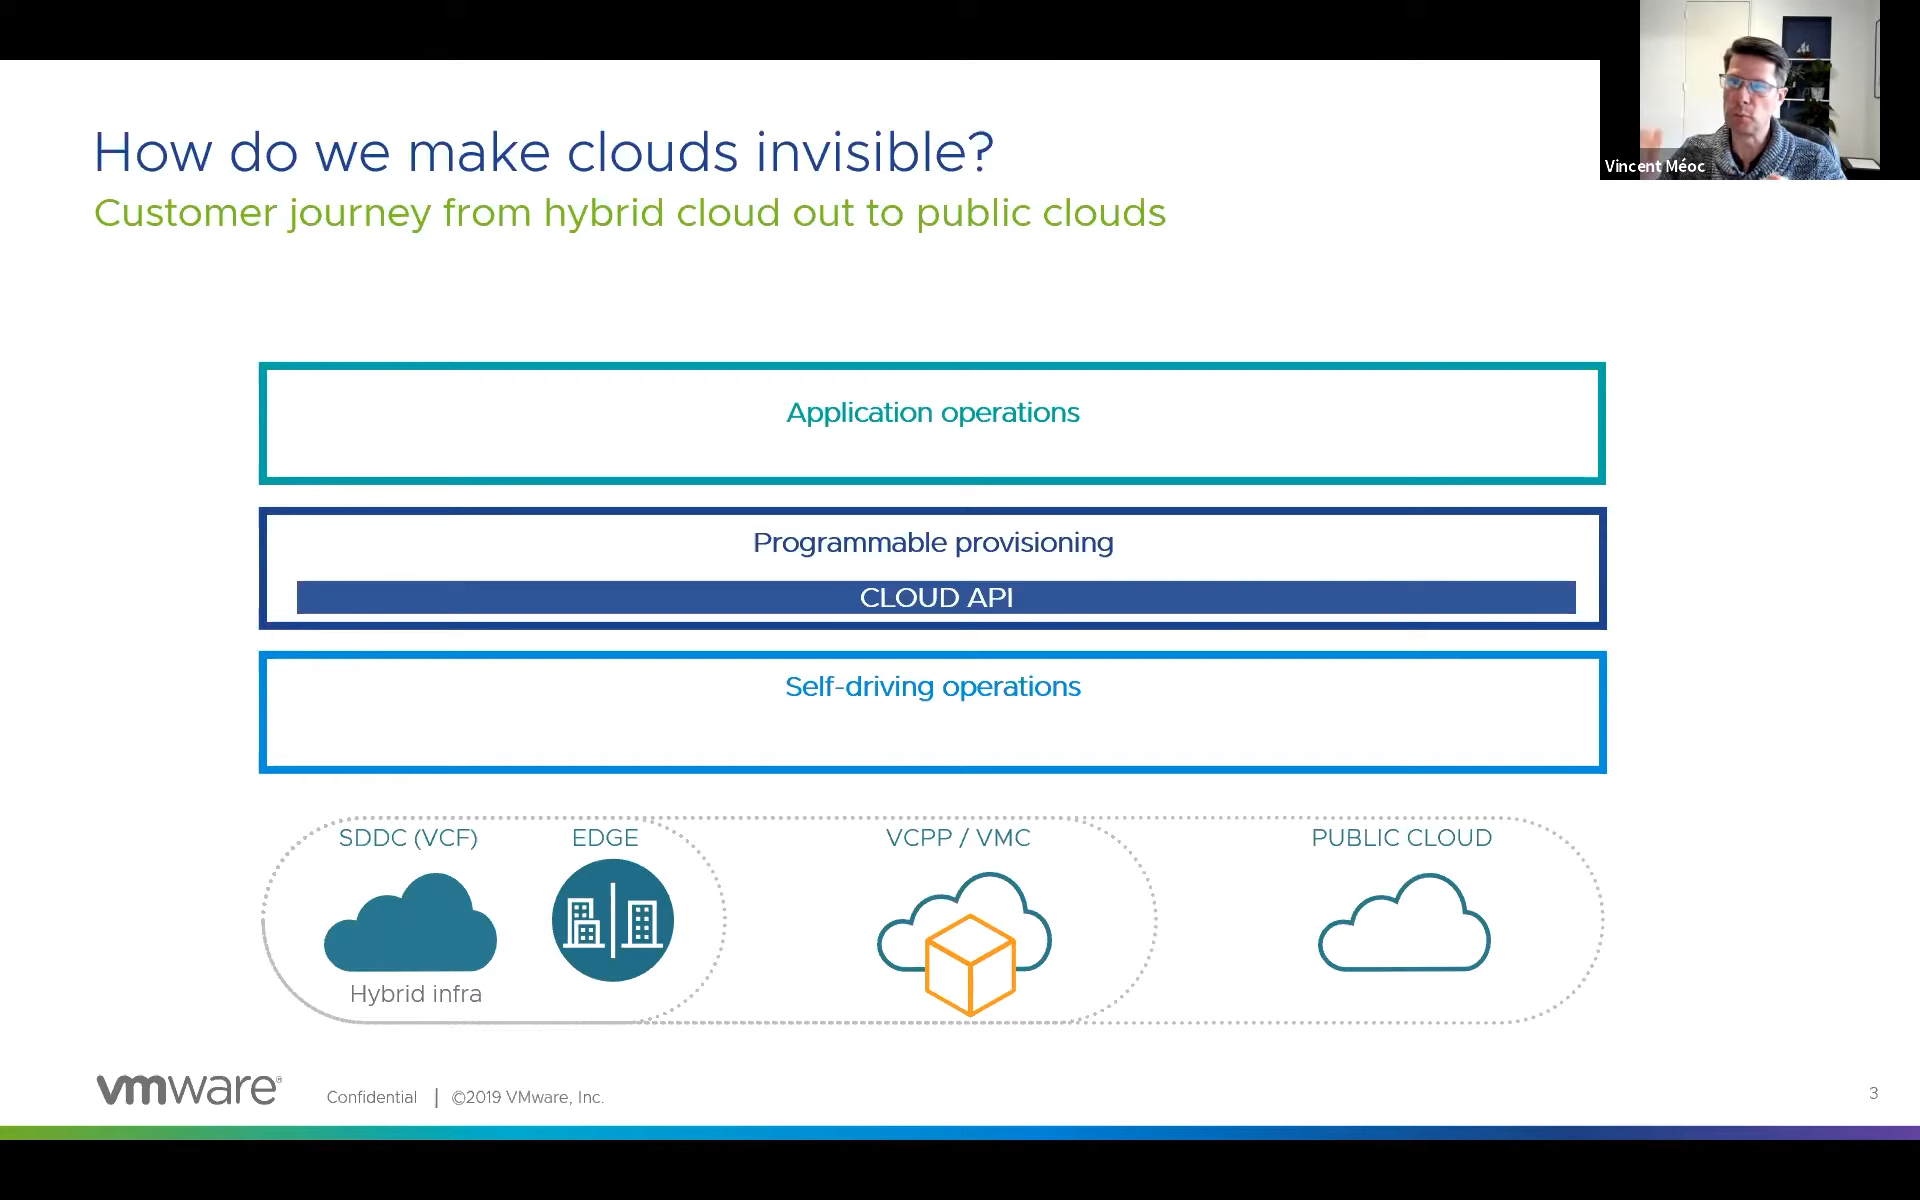 How do we make clouds invisible?
Customer journey from hybrid cloud out to public clouds
Vincent Méoc
Application operations
Programmable provisioning
CLOUD API
Self-driving operations
SDDC (VCF)
EDGE
VCPP / VMC
PUBLIC CLOUD
Hybrid infra
vmware®
Confidential | ©2019 VMware, Inc.
3